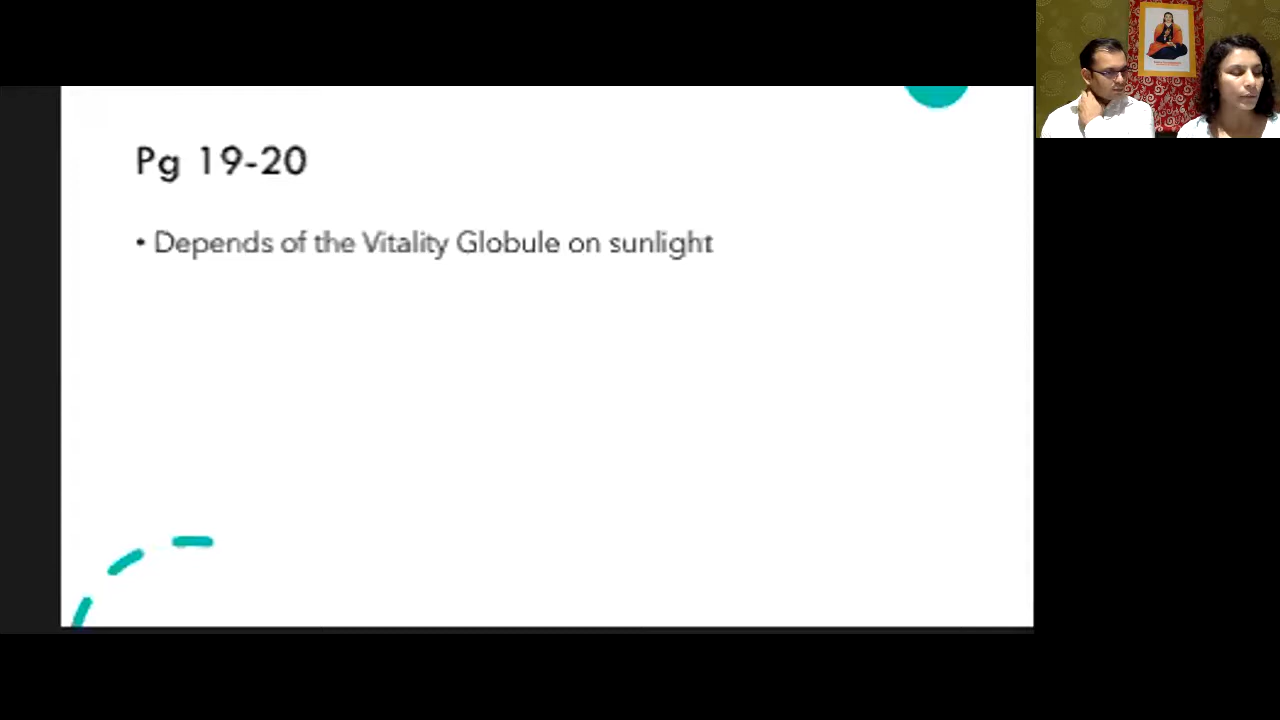 Pg 19-20
• Depends of the Vitality Globule on sunlight